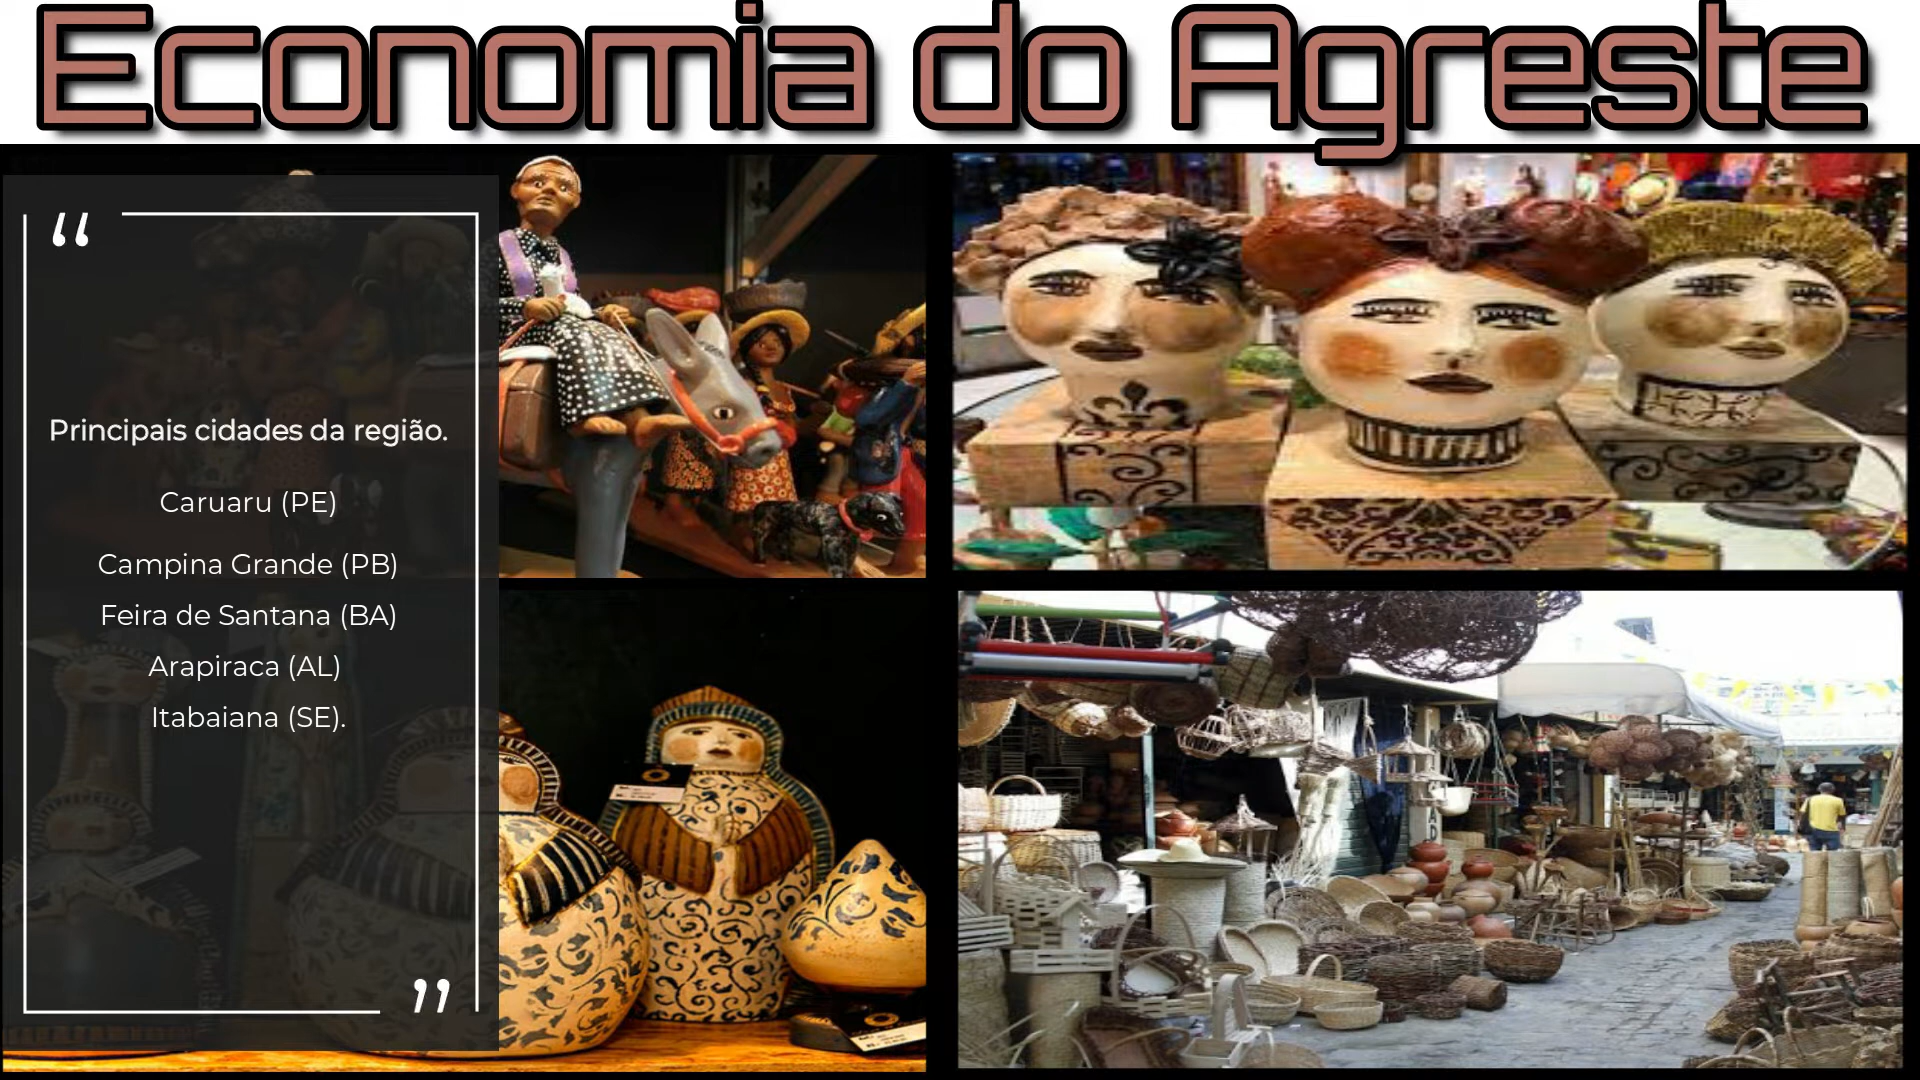 Economia do Agreste
“
Principais cidades da região.
Caruaru (PE)
Campina Grande (PB)
Feira de Santana (BA)
Arapiraca (AL)
Itabaiana (SE).
”